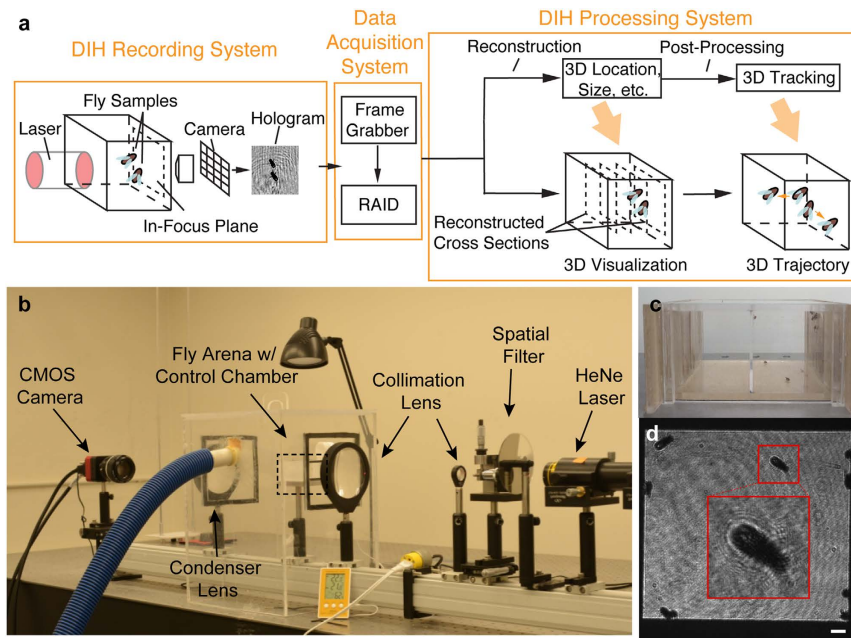 a
DIH Recording System
Data
Acquisition
System
DIH Processing System
Fly Samples
Laser
Camera
Hologram
In-Focus Plane
Frame
Grabber
RAID
Reconstruction
Post-Processing
3D Location,
Size, etc.
3D Tracking
Reconstructed
Cross Sections
3D Visualization
3D Trajectory
b
CMOS
Camera
Fly Arena w/
Control Chamber
Collimation
Lens
Spatial
Filter
HeNe
Laser
Condenser
Lens
c
d